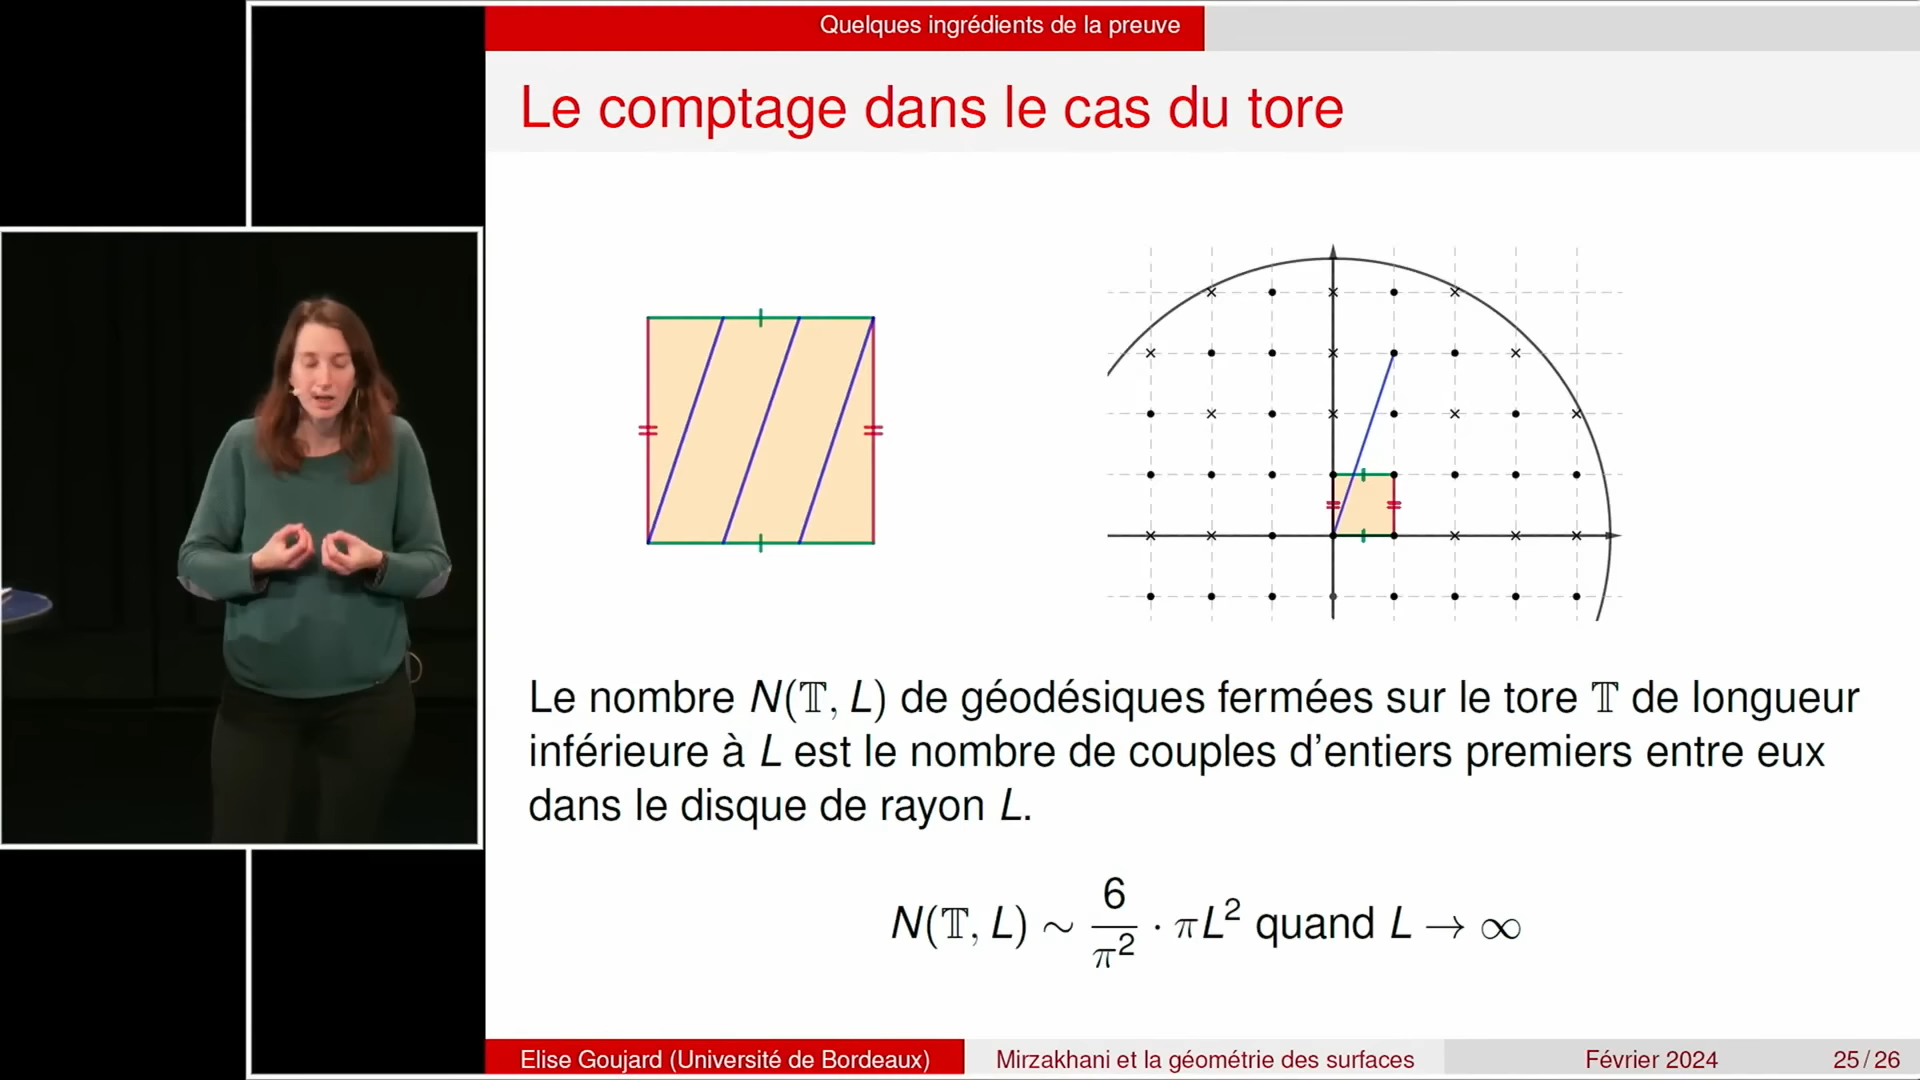 Quelques ingrédients de la preuve
Le comptage dans le cas du tore
Le nombre N(𝕋, L) de géodésiques fermées sur le tore 𝕋 de longueur
inférieure à L est le nombre de couples d'entiers premiers entre eux
dans le disque de rayon L.
N(𝕋, L) ∼ 6/π² · πL² quand L → ∞
Elise Goujard (Université de Bordeaux) Mirzakhani et la géométrie des surfaces Février 2024 25 / 26